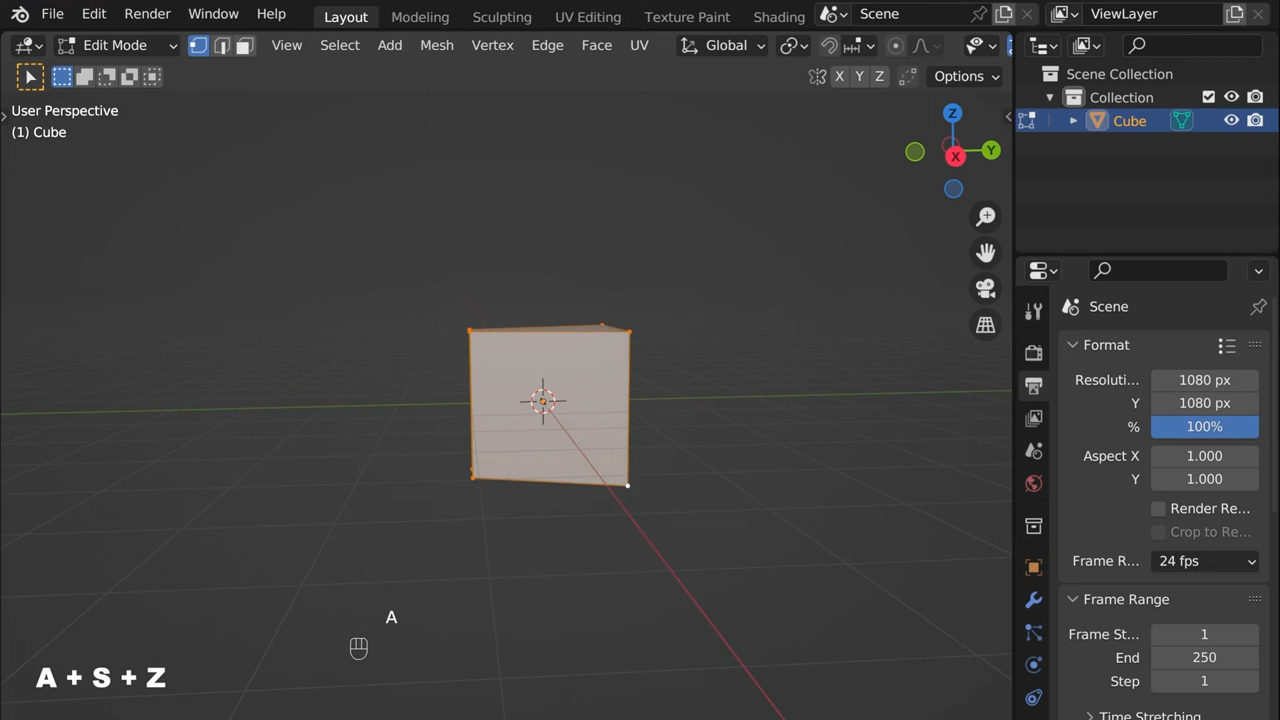 File Edit Render Window Help Layout Modeling Sculpting UV Editing Texture Paint Shading Scene ViewLayer
Edit Mode View Select Add Mesh Vertex Edge Face UV Global
X Y Z Options
User Perspective
(1) Cube
Z
Y
X
Scene Collection
Collection
Cube
Scene
Format
Resoluti... 1080 px
Y 1080 px
% 100%
Aspect X 1.000
Y 1.000
Render Re...
Crop to Re...
Frame R... 24 fps
Frame Range
Frame St... 1
End 250
Step 1
Time Stretching
A
A + S + Z